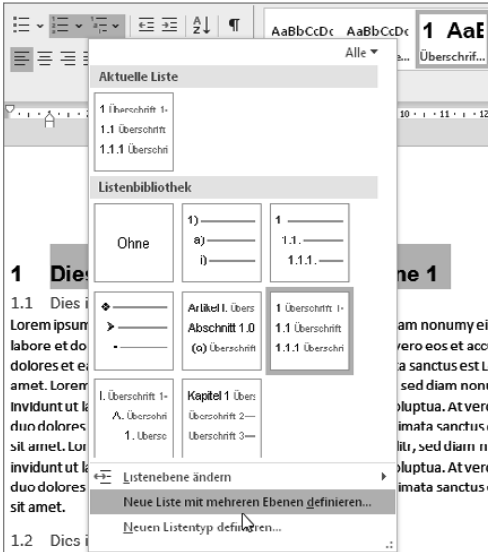 AaBbCcDc AaBbCcDc 1 AaE
Überschrif...
Alle
Aktuelle Liste
1 Überschrift 1-
1.1 Überschrift
1.1.1 Überschri
10 · 11 · 12
Listenbibliothek
Ohne
1)
a)
i)
1
1.1.
1.1.1.
Artikel I. Übers
Abschnitt 1.0
(a) Überschrift
1 Überschrift 1-
1.1 Überschrift
1.1.1 Überschri
I. Überschrift 1-
A. Überschri
1. Übersc
Kapitel 1 Übers
Überschrift 2—
Überschrift 3—
Listenebene ändern
Neue Liste mit mehreren Ebenen definieren...
Neuen Listentyp definieren...
1 Dies ne 1
1.1 Dies i
Lorem ipsum am nonumy ei
labore et do vero eos et acc
dolores et ea a sanctus est L
amet. Lorem sed diam nonu
invidunt ut la oluptua. At vero
duo dolores imata sanctus
sit amet. Lor litr, sed diam n
invidunt ut la oluptua. At vero
duo dolores imata sanctus
sit amet.
1.2 Dies i